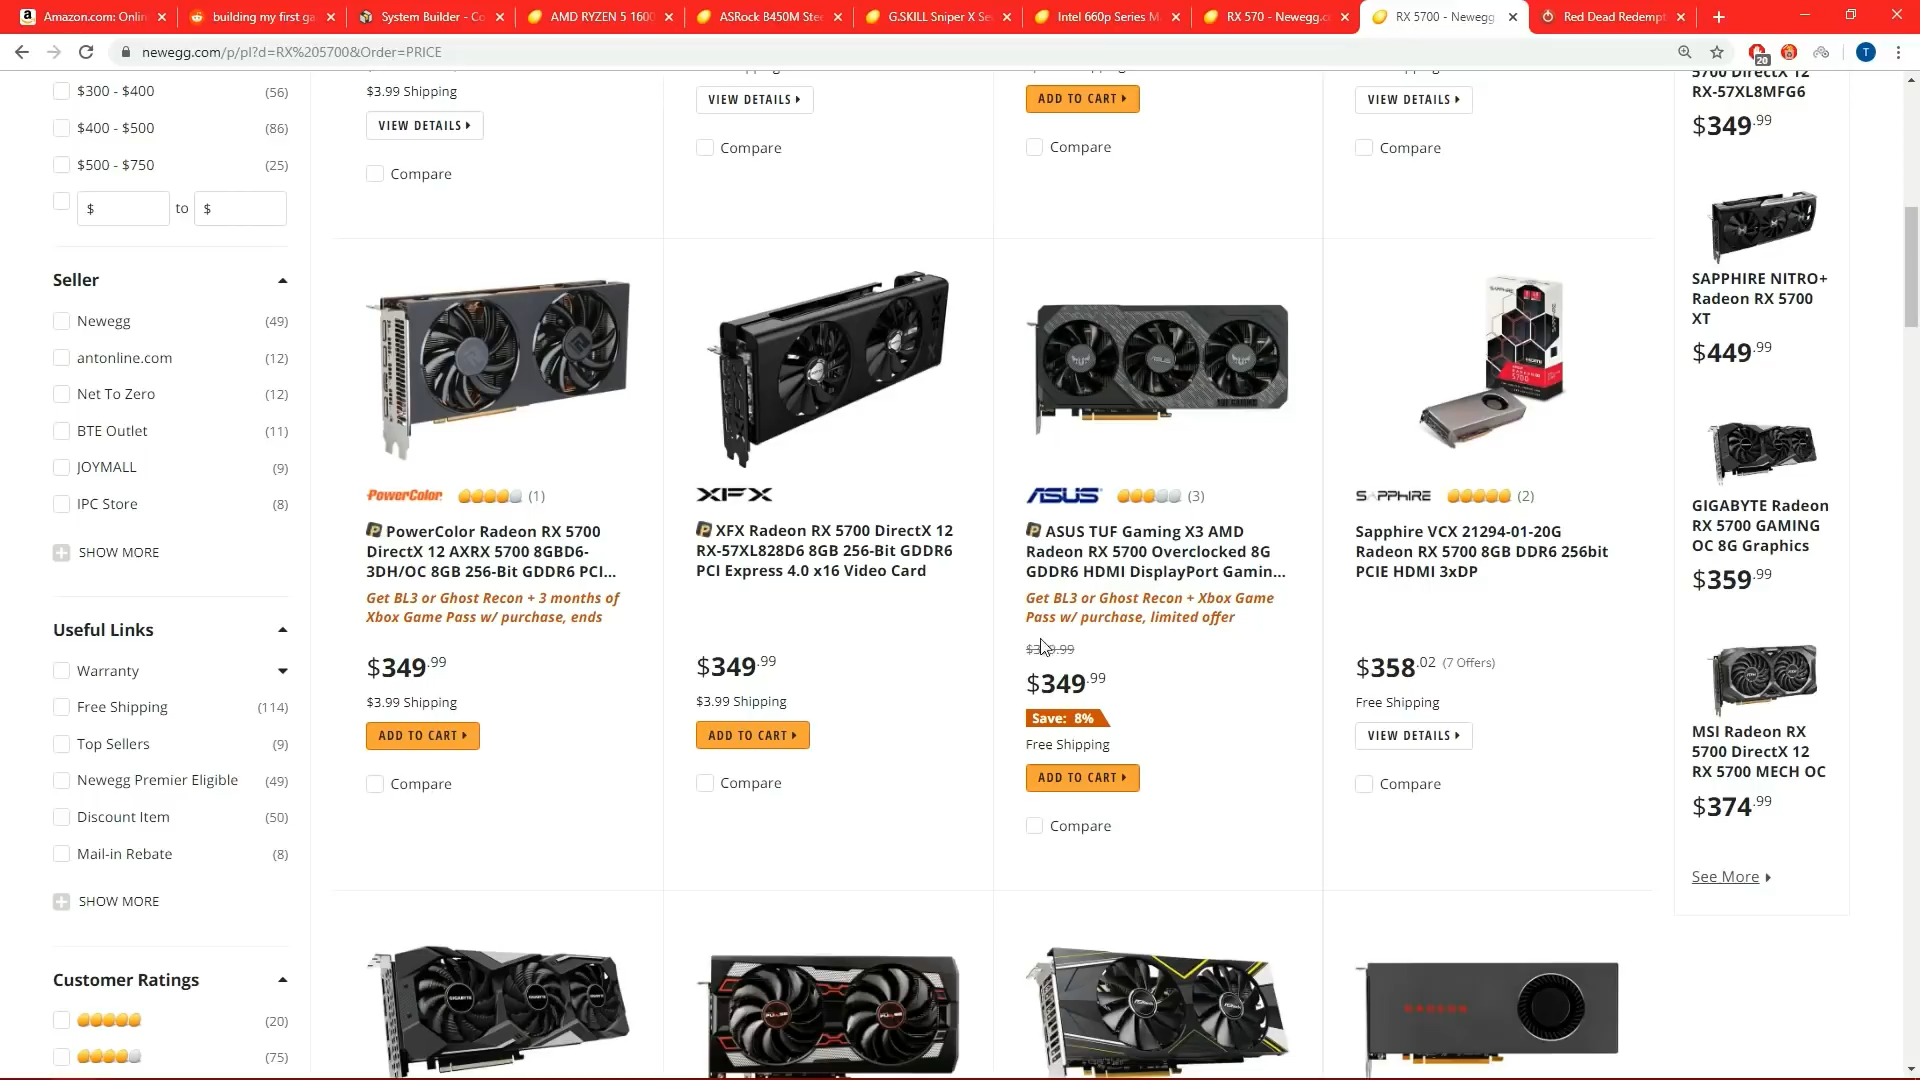 Amazon.com: Onlin
building my first ga
System Builder - Co
AMD RYZEN 5 1600
ASRock B450M Stee
G.SKILL Sniper X Se
Intel 660p Series M
RX 570 - Newegg.c
RX 5700 - Newegg
Red Dead Redempt
newegg.com/p/pl?d=RX%205700&Order=PRICE
20
T
$300 - $400 (56)
$400 - $500 (86)
$500 - $750 (25)
$ to $
Seller
Newegg (49)
antonline.com (12)
Net To Zero (12)
BTE Outlet (11)
JOYMALL (9)
IPC Store (8)
SHOW MORE
Useful Links
Warranty
Free Shipping (114)
Top Sellers (9)
Newegg Premier Eligible (49)
Discount Item (50)
Mail-in Rebate (8)
SHOW MORE
Customer Ratings
(20)
(75)
$3.99 Shipping
VIEW DETAILS
Compare
VIEW DETAILS
Compare
ADD TO CART
Compare
VIEW DETAILS
Compare
PowerColor (1)
PowerColor Radeon RX 5700
DirectX 12 AXRX 5700 8GBD6-
3DH/OC 8GB 256-Bit GDDR6 PCI...
Get BL3 or Ghost Recon + 3 months of
Xbox Game Pass w/ purchase, ends
$349.99
$3.99 Shipping
ADD TO CART
Compare
XFX
XFX Radeon RX 5700 DirectX 12
RX-57XL828D6 8GB 256-Bit GDDR6
PCI Express 4.0 x16 Video Card
$349.99
$3.99 Shipping
ADD TO CART
Compare
ASUS (3)
ASUS TUF Gaming X3 AMD
Radeon RX 5700 Overclocked 8G
GDDR6 HDMI DisplayPort Gamin...
Get BL3 or Ghost Recon + Xbox Game
Pass w/ purchase, limited offer
$349.99
Save: 8%
Free Shipping
ADD TO CART
Compare
SAPPHIRE (2)
Sapphire VCX 21294-01-20G
Radeon RX 5700 8GB DDR6 256bit
PCIE HDMI 3xDP
$358.02 (7 Offers)
Free Shipping
VIEW DETAILS
Compare
RADEON
5700 DirectX 12
RX-57XL8MFG6
$349.99
SAPPHIRE NITRO+
Radeon RX 5700
XT
$449.99
GIGABYTE Radeon
RX 5700 GAMING
OC 8G Graphics
$359.99
MSI Radeon RX
5700 DirectX 12
RX 5700 MECH OC
$374.99
See More